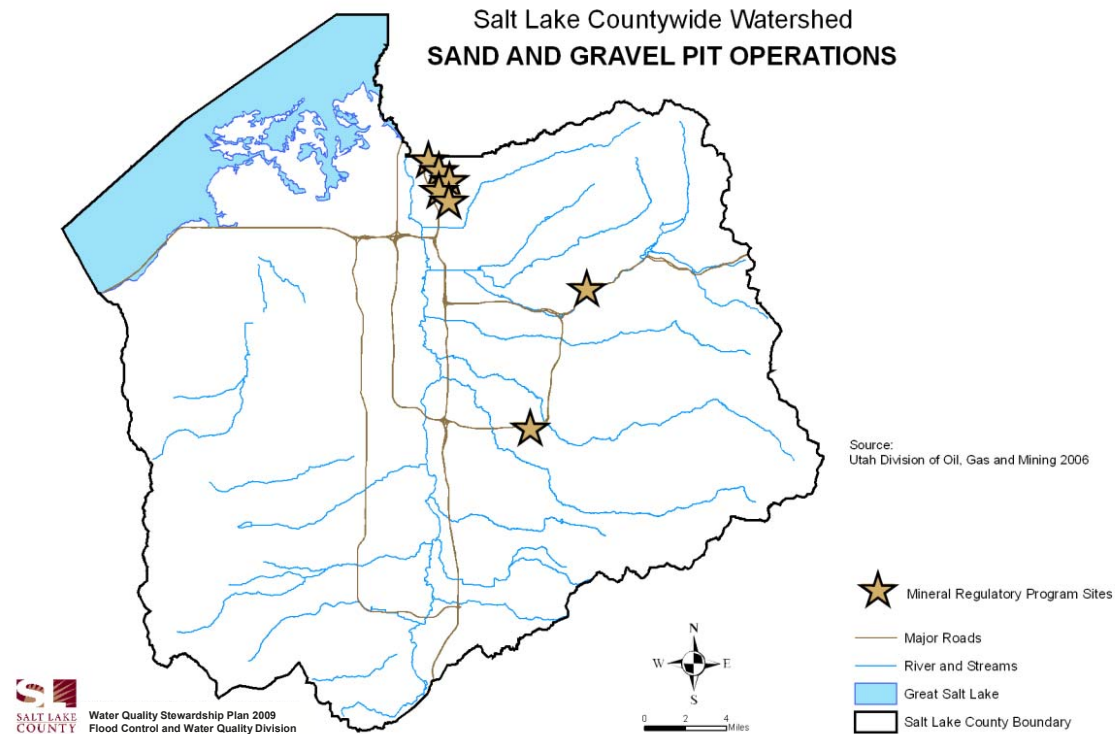 Salt Lake Countywide Watershed
SAND AND GRAVEL PIT OPERATIONS
Source:
Utah Division of Oil, Gas and Mining 2006
Mineral Regulatory Program Sites
Major Roads
River and Streams
Great Salt Lake
Salt Lake County Boundary
N
W E
S
0 2 4
Miles
SL
SALT LAKE
COUNTY
Water Quality Stewardship Plan 2009
Flood Control and Water Quality Division